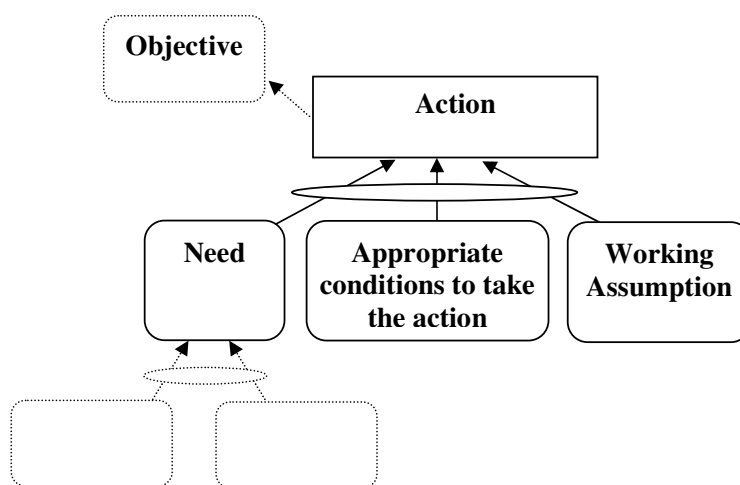 Objective
Action
Need
Appropriate
conditions to take
the action
Working
Assumption